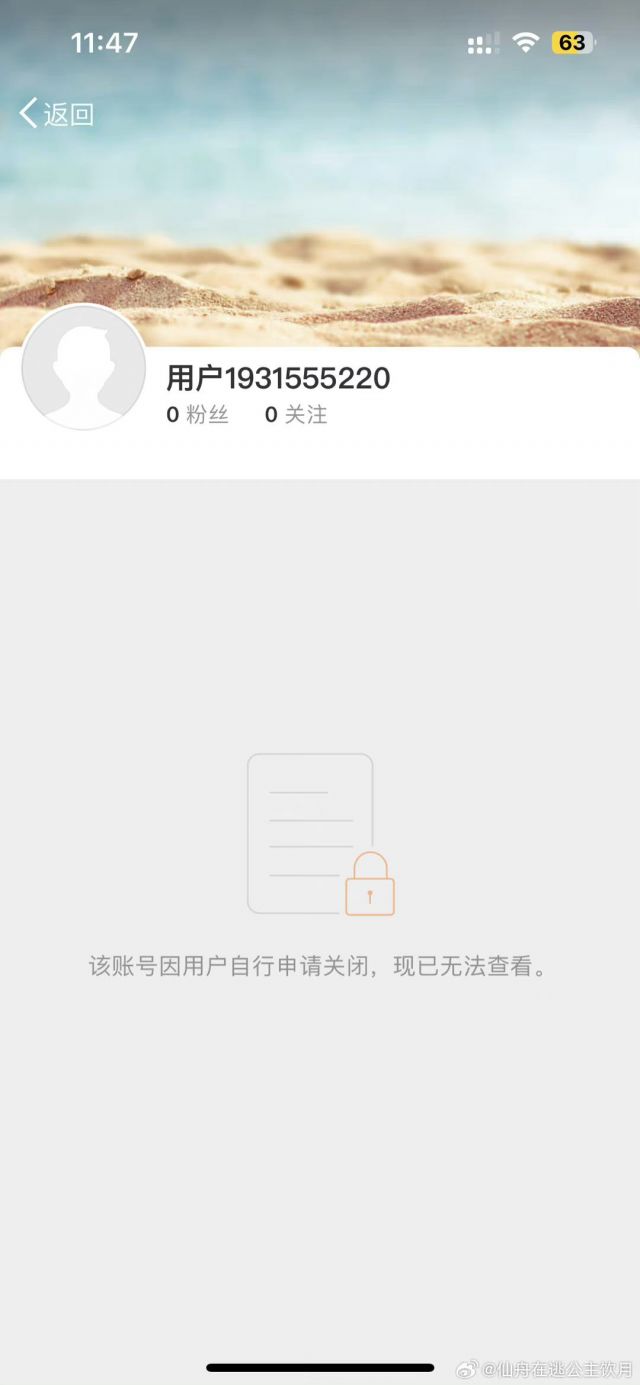 11:47
63
返回
用户1931555220
0 粉丝 0 关注
该账号因用户自行申请关闭，现已无法查看。
@仙舟在逃公主饮月